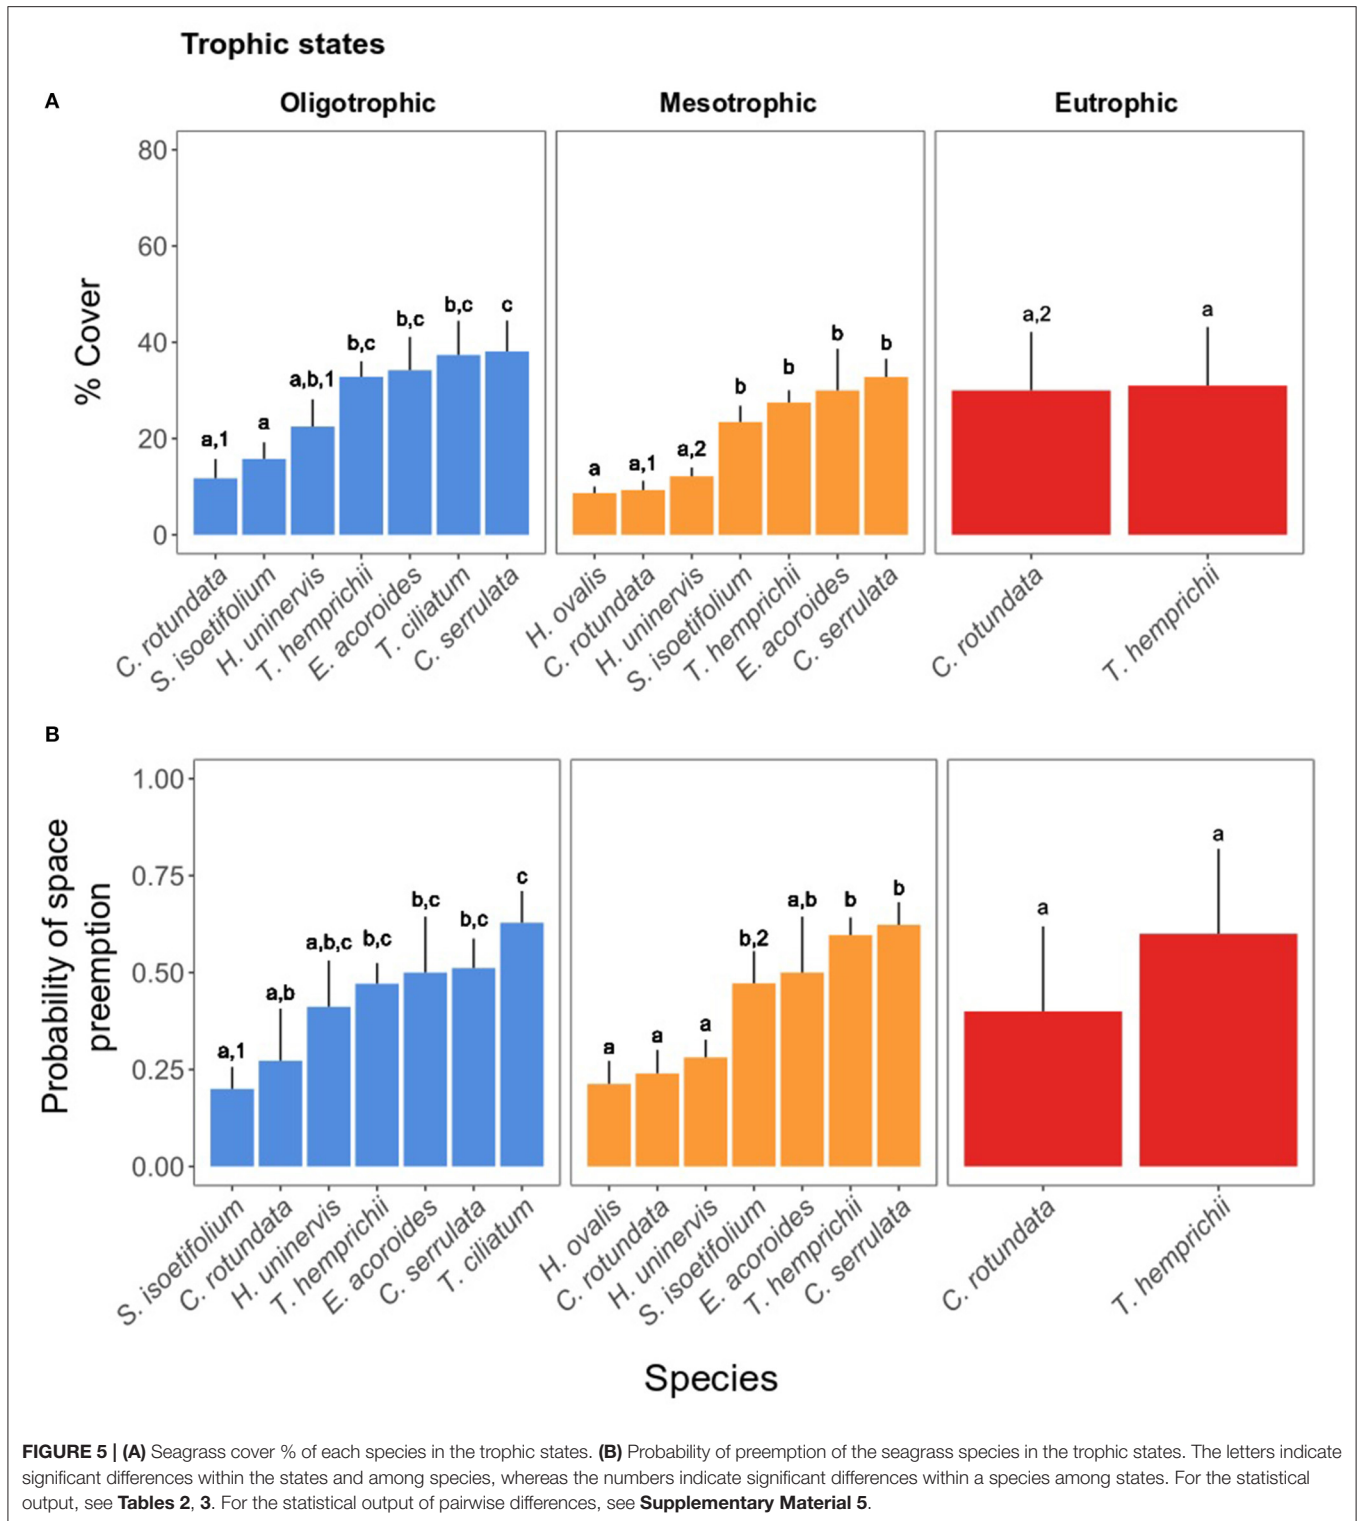 Trophic states
A
Oligotrophic
Mesotrophic
Eutrophic
% Cover
80
60
40
20
0
a,1
a
a,b,1
b,c
b,c
b,c
c
a
a,1
a,2
b
b
b
b
a,2
a
C. rotundata
S. isoetifolium
H. uninervis
T. hemprichii
E. acoroides
T. ciliatum
C. serrulata
H. ovalis
C. rotundata
H. uninervis
S. isoetifolium
T. hemprichii
E. acoroides
C. serrulata
C. rotundata
T. hemprichii
B
Probability of space
preemption
1.00
0.75
0.50
0.25
0.00
a,1
a,b
a,b,c
b,c
b,c
b,c
c
a
a
a
b,2
a,b
b
b
a
a
S. isoetifolium
C. rotundata
H. uninervis
T. hemprichii
E. acoroides
C. serrulata
T. ciliatum
H. ovalis
C. rotundata
H. uninervis
S. isoetifolium
E. acoroides
T. hemprichii
C. serrulata
C. rotundata
T. hemprichii
Species
FIGURE 5 | (A) Seagrass cover % of each species in the trophic states. (B) Probability of preemption of the seagrass species in the trophic states. The letters indicate
significant differences within the states and among species, whereas the numbers indicate significant differences within a species among states. For the statistical
output, see Tables 2, 3. For the statistical output of pairwise differences, see Supplementary Material 5.